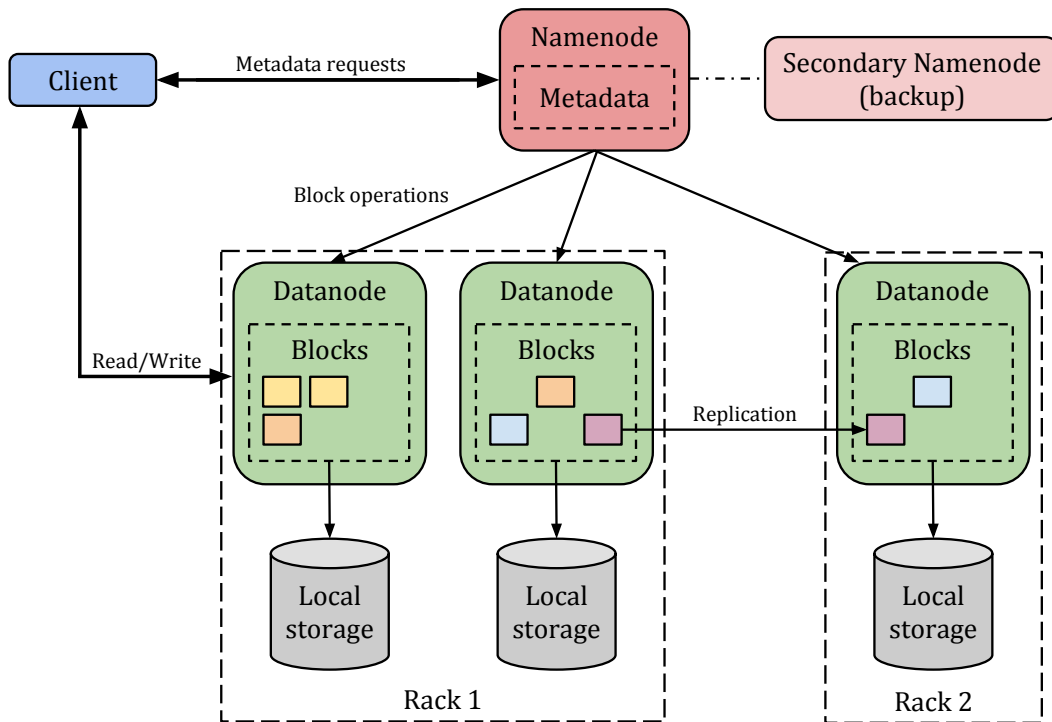 Namenode
Metadata
Client
Metadata requests
Secondary Namenode
(backup)
Block operations
Datanode
Blocks
Datanode
Blocks
Datanode
Blocks
Read/Write
Replication
Local
storage
Local
storage
Local
storage
Rack 1
Rack 2